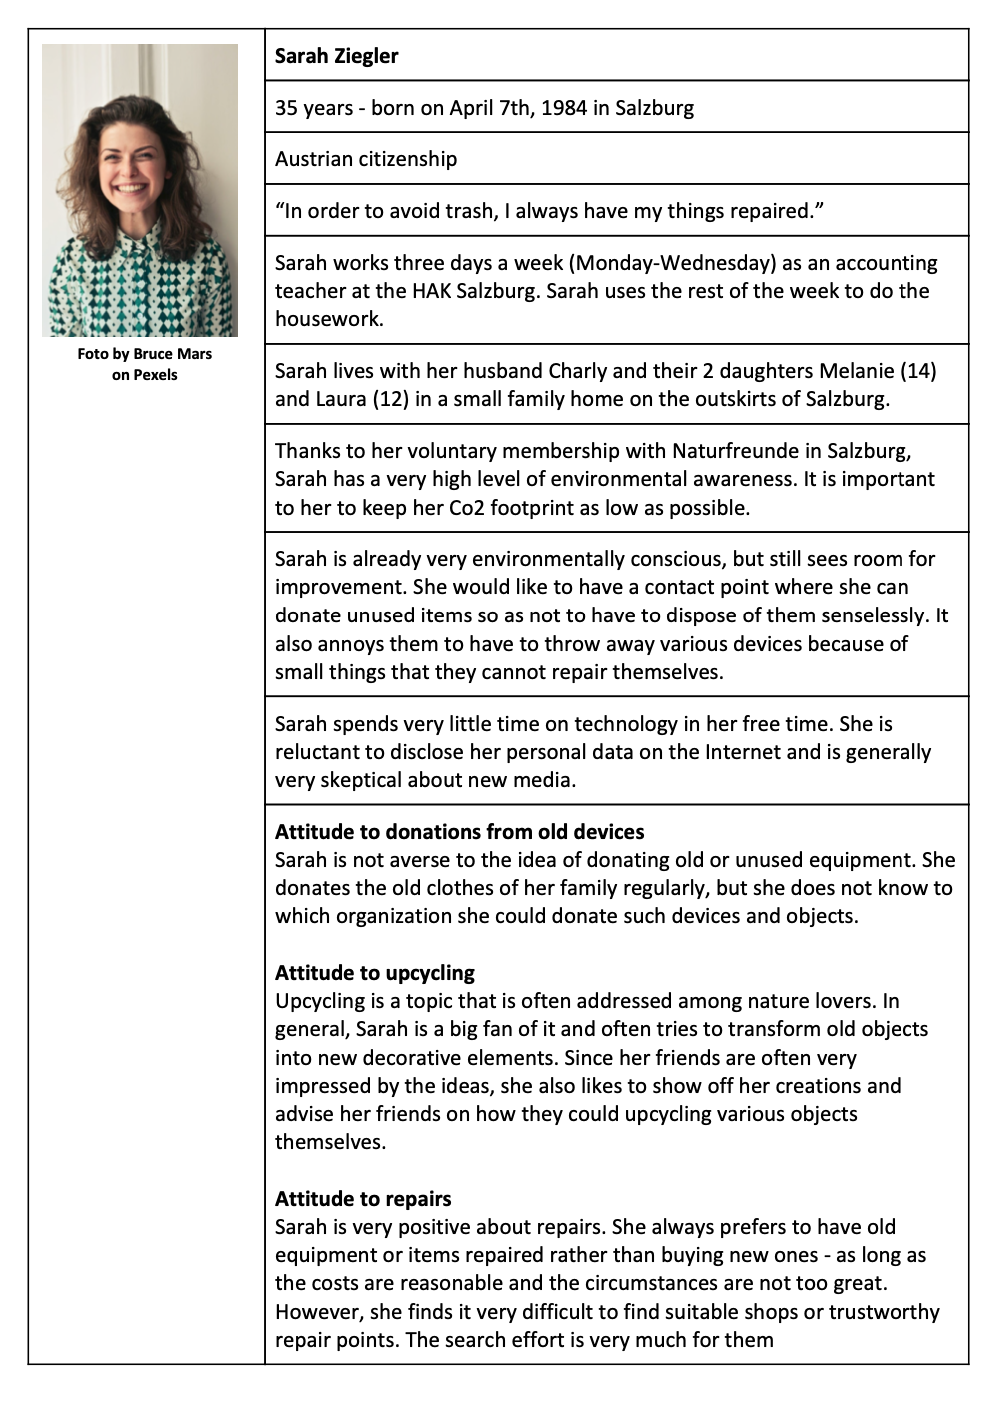 Sarah Ziegler
35 years - born on April 7th, 1984 in Salzburg
Austrian citizenship
“In order to avoid trash, I always have my things repaired.”
Sarah works three days a week (Monday-Wednesday) as an accounting
teacher at the HAK Salzburg. Sarah uses the rest of the week to do the
housework.
Foto by Bruce Mars
on Pexels
Sarah lives with her husband Charly and their 2 daughters Melanie (14)
and Laura (12) in a small family home on the outskirts of Salzburg.
Thanks to her voluntary membership with Naturfreunde in Salzburg,
Sarah has a very high level of environmental awareness. It is important
to her to keep her Co2 footprint as low as possible.
Sarah is already very environmentally conscious, but still sees room for
improvement. She would like to have a contact point where she can
donate unused items so as not to have to dispose of them senselessly. It
also annoys them to have to throw away various devices because of
small things that they cannot repair themselves.
Sarah spends very little time on technology in her free time. She is
reluctant to disclose her personal data on the Internet and is generally
very skeptical about new media.
Attitude to donations from old devices
Sarah is not averse to the idea of donating old or unused equipment. She
donates the old clothes of her family regularly, but she does not know to
which organization she could donate such devices and objects.
Attitude to upcycling
Upcycling is a topic that is often addressed among nature lovers. In
general, Sarah is a big fan of it and often tries to transform old objects
into new decorative elements. Since her friends are often very
impressed by the ideas, she also likes to show off her creations and
advise her friends on how they could upcycling various objects
themselves.
Attitude to repairs
Sarah is very positive about repairs. She always prefers to have old
equipment or items repaired rather than buying new ones - as long as
the costs are reasonable and the circumstances are not too great.
However, she finds it very difficult to find suitable shops or trustworthy
repair points. The search effort is very much for them